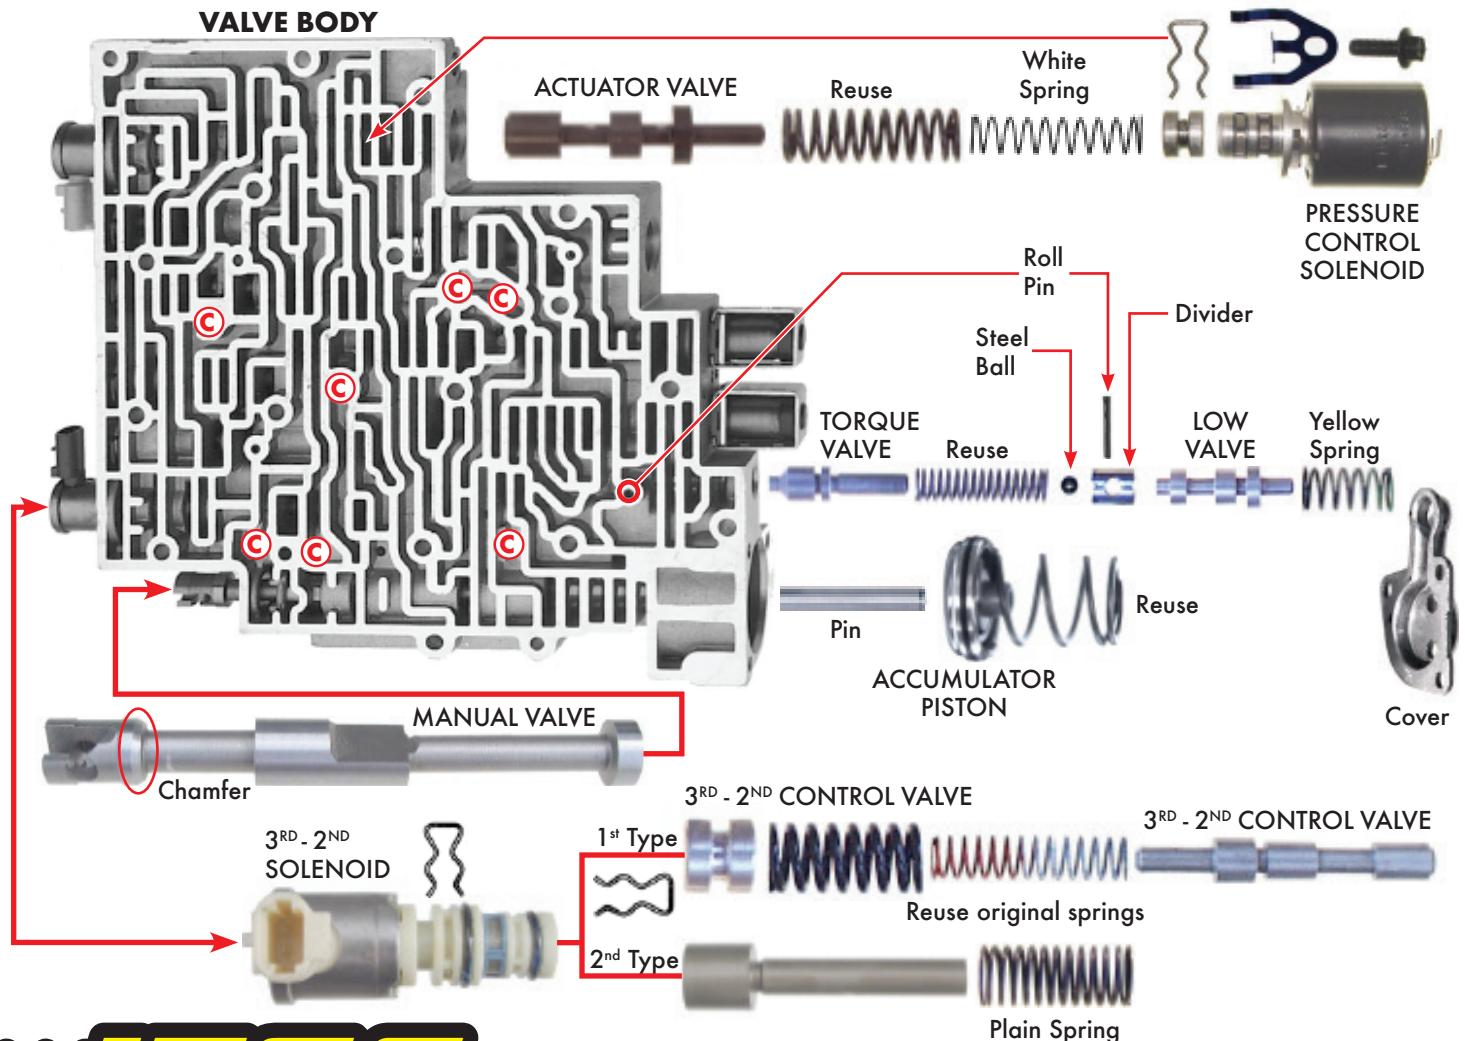 VALVE BODY
ACTUATOR VALVE
Reuse
White
Spring
PRESSURE
CONTROL
SOLENOID
Roll
Pin
Divider
Steel
Ball
TORQUE
VALVE
Reuse
LOW
VALVE
Yellow
Spring
C
C
C
C
C
C
C
Pin
ACCUMULATOR
PISTON
Reuse
Cover
MANUAL VALVE
Chamfer
3RD - 2ND
SOLENOID
1st Type
3RD - 2ND CONTROL VALVE
3RD - 2ND CONTROL VALVE
Reuse original springs
2nd Type
Plain Spring